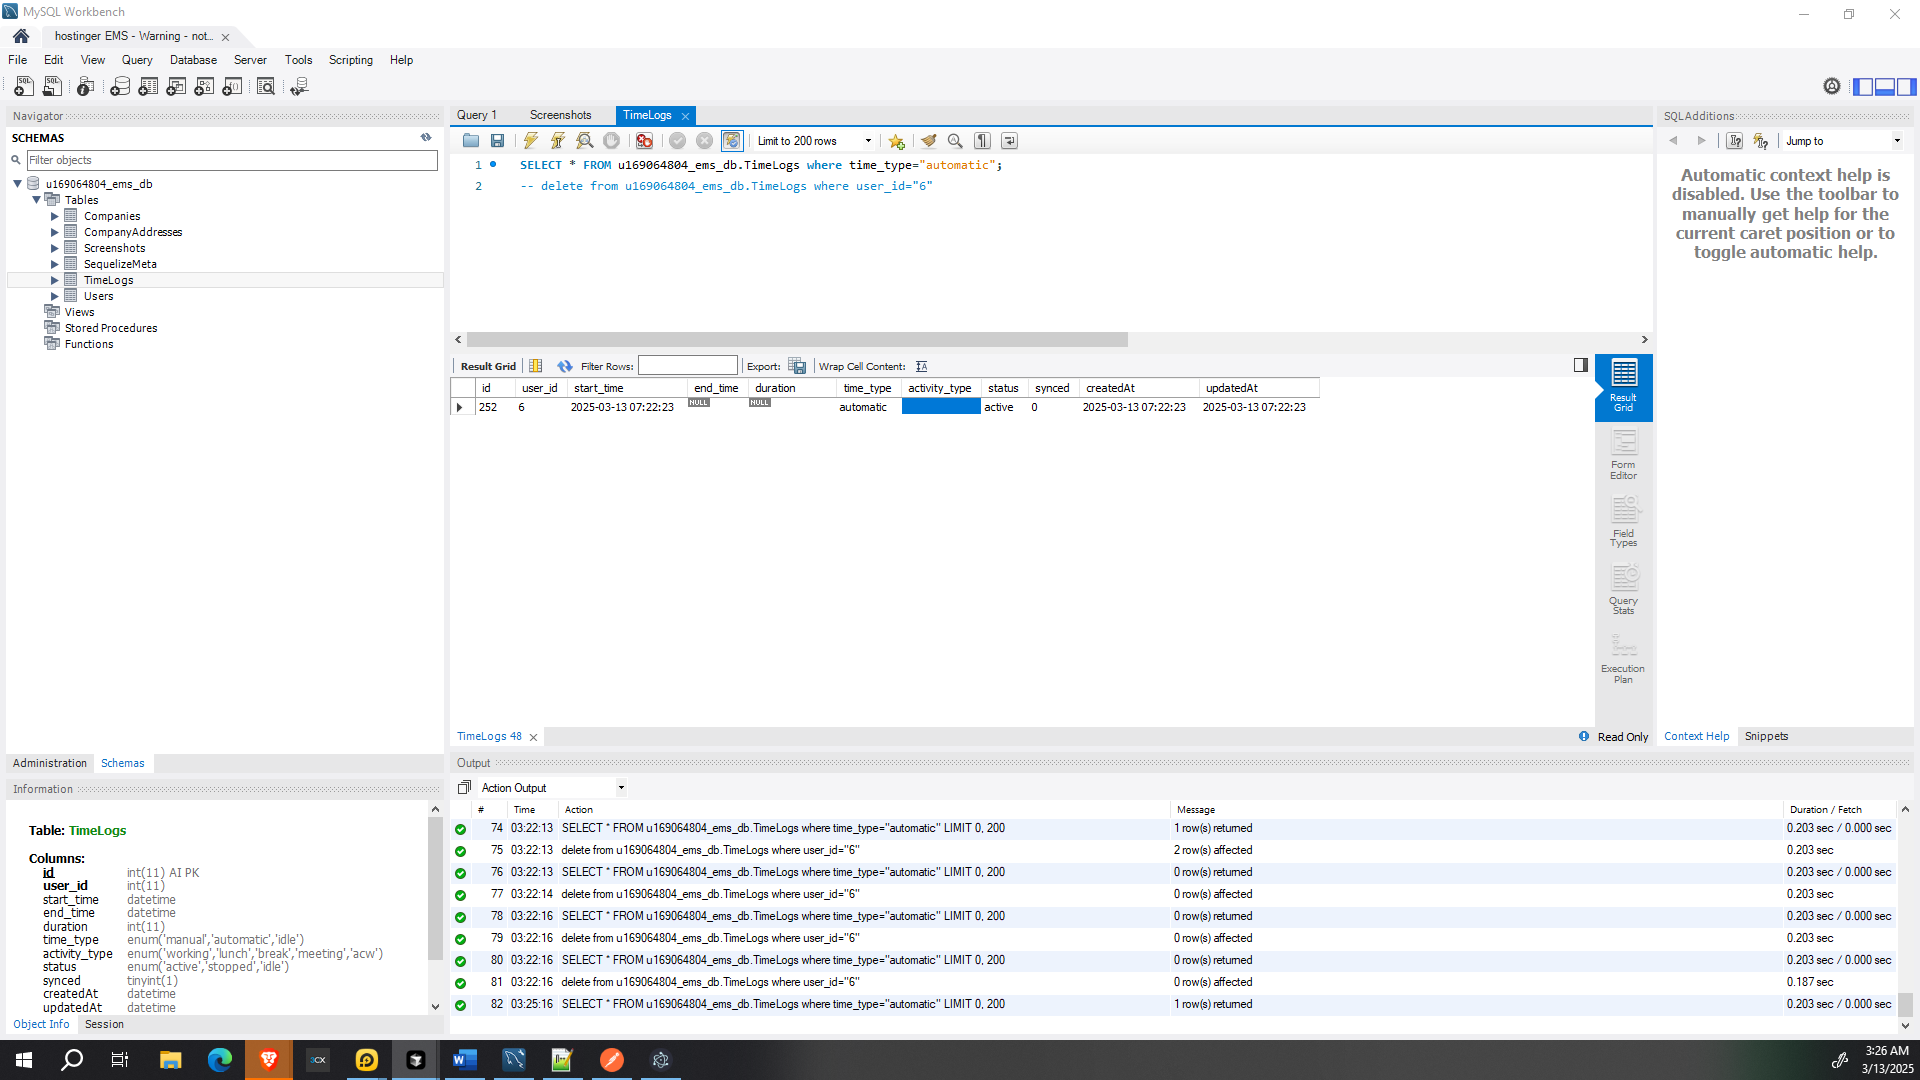 MySQL Workbench
hostinger EMS - Warning - not...
File Edit View Query Database Server Tools Scripting Help
Navigator
SCHEMAS
Filter objects
u169064804_ems_db
Tables
Companies
CompanyAddresses
Screenshots
SequelizeMeta
TimeLogs
Users
Views
Stored Procedures
Functions
Administration Schemas
Information
Table: TimeLogs
Columns:
id int(11) AI PK
user_id int(11)
start_time datetime
end_time datetime
duration int(11)
time_type enum('manual','automatic','idle')
activity_type enum('working','lunch','break','meeting','acw')
status enum('active','stopped','idle')
synced tinyint(1)
createdAt datetime
updatedAt datetime
Object Info Session
Query 1 Screenshots TimeLogs
Limit to 200 rows
1 SELECT * FROM u169064804_ems_db.TimeLogs where time_type="automatic";
2 -- delete from u169064804_ems_db.TimeLogs where user_id="6"
Result Grid Filter Rows: Export: Wrap Cell Content:
id user_id start_time end_time duration time_type activity_type status synced createdAt updatedAt
252 6 2025-03-13 07:22:23 NULL NULL automatic active 0 2025-03-13 07:22:23 2025-03-13 07:22:23
Result Grid
Form Editor
Field Types
Query Stats
Execution Plan
TimeLogs 48
Read Only
SQLAdditions
Jump to
Automatic context help is
disabled. Use the toolbar to
manually get help for the
current caret position or to
toggle automatic help.
Context Help Snippets
Output
Action Output
# Time Action Message Duration / Fetch
74 03:22:13 SELECT * FROM u169064804_ems_db.TimeLogs where time_type="automatic" LIMIT 0, 200 1 row(s) returned 0.203 sec / 0.000 sec
75 03:22:13 delete from u169064804_ems_db.TimeLogs where user_id="6" 2 row(s) affected 0.203 sec
76 03:22:13 SELECT * FROM u169064804_ems_db.TimeLogs where time_type="automatic" LIMIT 0, 200 0 row(s) returned 0.203 sec / 0.000 sec
77 03:22:14 delete from u169064804_ems_db.TimeLogs where user_id="6" 0 row(s) affected 0.203 sec
78 03:22:16 SELECT * FROM u169064804_ems_db.TimeLogs where time_type="automatic" LIMIT 0, 200 0 row(s) returned 0.203 sec / 0.000 sec
79 03:22:16 delete from u169064804_ems_db.TimeLogs where user_id="6" 0 row(s) affected 0.203 sec
80 03:22:16 SELECT * FROM u169064804_ems_db.TimeLogs where time_type="automatic" LIMIT 0, 200 0 row(s) returned 0.203 sec / 0.000 sec
81 03:22:16 delete from u169064804_ems_db.TimeLogs where user_id="6" 0 row(s) affected 0.187 sec
82 03:25:16 SELECT * FROM u169064804_ems_db.TimeLogs where time_type="automatic" LIMIT 0, 200 1 row(s) returned 0.203 sec / 0.000 sec
3:26 AM
3/13/2025